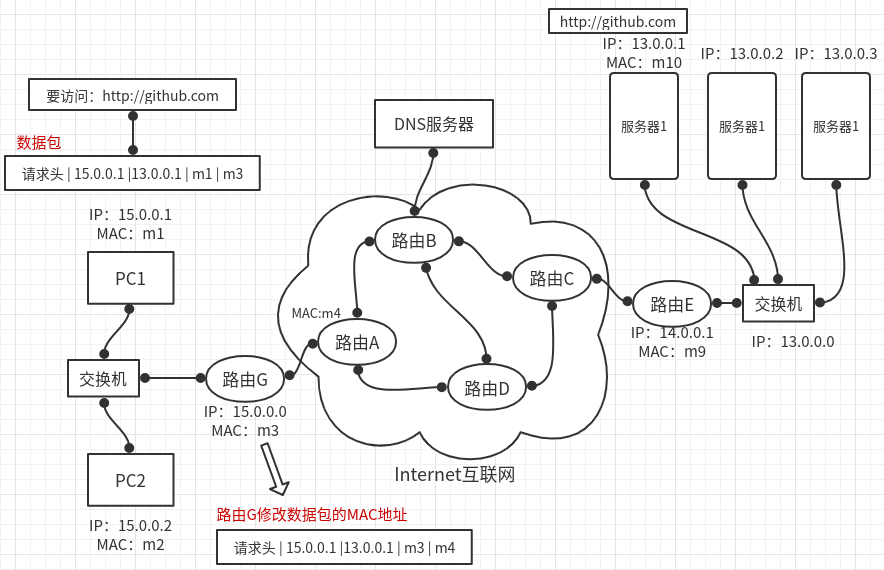 http://github.com
IP：13.0.0.1
MAC：m10
IP：13.0.0.2
IP：13.0.0.3
要访问：http://github.com
服务器1
服务器1
服务器1
DNS服务器
数据包
请求头 | 15.0.0.1 |13.0.0.1 | m1 | m3
IP：15.0.0.1
MAC：m1
PC1
路由B
路由C
MAC:m4
路由A
路由E
交换机
IP：14.0.0.1
MAC：m9
IP：13.0.0.0
交换机
路由G
路由D
IP：15.0.0.0
MAC：m3
PC2
Internet互联网
IP：15.0.0.2
MAC：m2
路由G修改数据包的MAC地址
请求头 | 15.0.0.1 |13.0.0.1 | m3 | m4